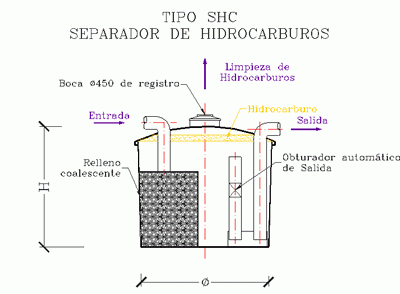 TIPO SHC
SEPARADOR DE HIDROCARBUROS
Limpieza de
Hidrocarburos
Boca Ø450 de registro
Hidrocarburo
Entrada
Salida
Relleno
coalescente
Obturador automático
de Salida
H
Ø